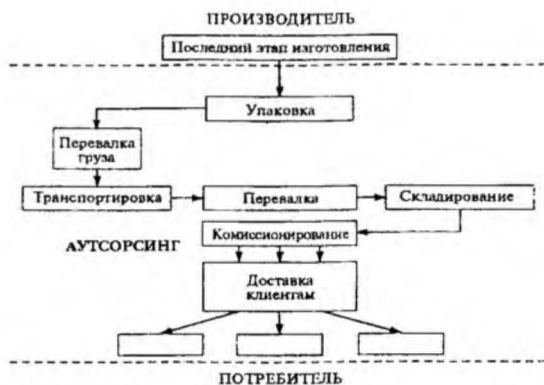 ПРОИЗВОДИТЕЛЬ
Последний этап изготовления
Упаковка
Перевалка
груза
Транспортировка
Перевалка
Складирование
Комиссионирование
АУТСОРСИНГ
Доставка
клиентам
ПОТРЕБИТЕЛЬ